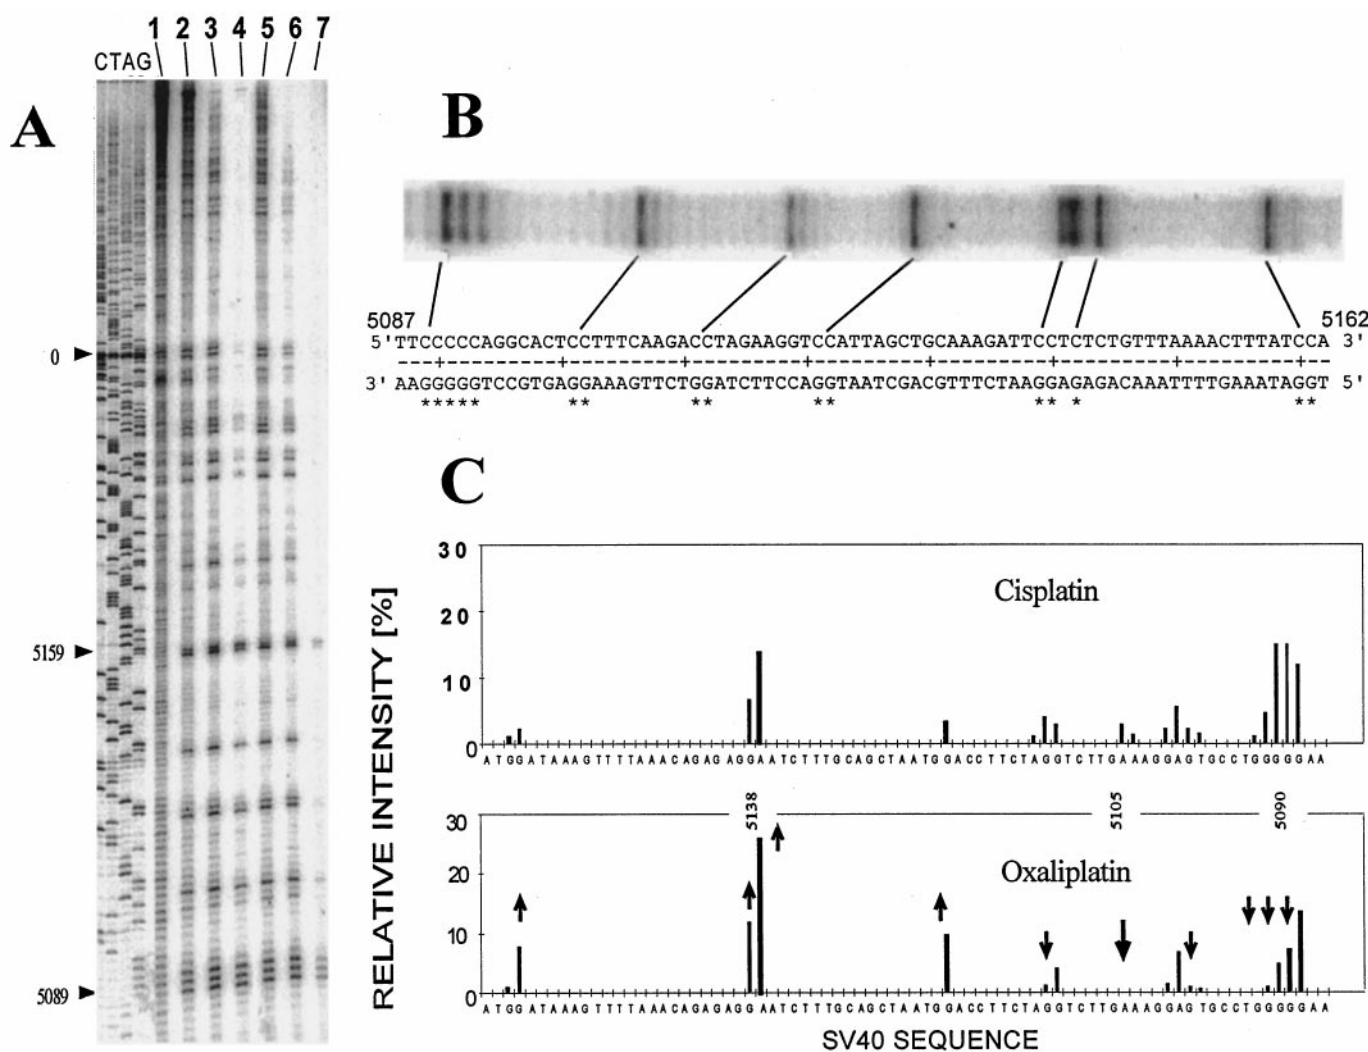 A
CTAG
1 2 3 4 5 6 7
0
5159
5089
B
5087 5162
5' TTCCCCCAGGCACTCCTTTCAAGACCTAGAAGGTCCATTAGCTGCAAAGATTCCTCTCTGTTTAAAACTTTATCCA 3'
3' AAGGGGGTCCGTGAGGAAAGTTCTGGATCTTCCAGGTAATCGACGTTTCTAAGGAGAGACAAATTTTGAAATAGGT 5'
***** ** ** ** ** * **
C
RELATIVE INTENSITY [%]
30
20
10
0
Cisplatin
ATGGATAAAGTTTTAAACAGAGAGGAATCTTTGCAGCTAATGGACCTTCTAGGTCTTGAAAGGAGTGCCTGGGGGAA
30
20
10
0
5138 5105 5090
Oxaliplatin
ATGGATAAAGTTTTAAACAGAGAGGAATCTTTGCAGCTAATGGACCTTCTAGGTCTTGAAAGGAGTGCCTGGGGGAA
SV40 SEQUENCE